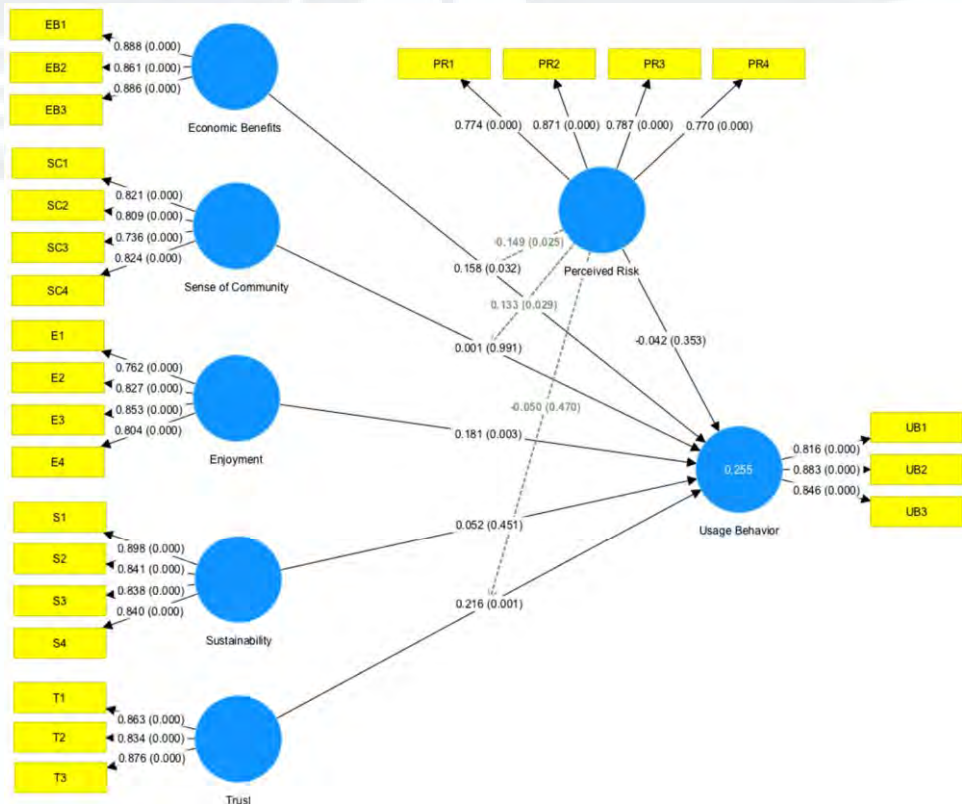 EB1
EB2
EB3
0.888 (0.000)
0.861 (0.000)
0.886 (0.000)
Economic Benefits
SC1
SC2
SC3
SC4
0.821 (0.000)
0.809 (0.000)
0.736 (0.000)
0.824 (0.000)
Sense of Community
E1
E2
E3
E4
0.762 (0.000)
0.827 (0.000)
0.853 (0.000)
0.804 (0.000)
Enjoyment
S1
S2
S3
S4
0.898 (0.000)
0.841 (0.000)
0.838 (0.000)
0.840 (0.000)
Sustainability
T1
T2
T3
0.863 (0.000)
0.834 (0.000)
0.876 (0.000)
Trust
PR1
PR2
PR3
PR4
0.774 (0.000)
0.871 (0.000)
0.787 (0.000)
0.770 (0.000)
Perceived Risk
-0.149 (0.025)
0.158 (0.032)
0.133 (0.029)
0.001 (0.991)
-0.042 (0.353)
-0.050 (0.470)
0.181 (0.003)
0.052 (0.451)
0.216 (0.001)
0.255
Usage Behavior
0.816 (0.000)
0.883 (0.000)
0.846 (0.000)
UB1
UB2
UB3